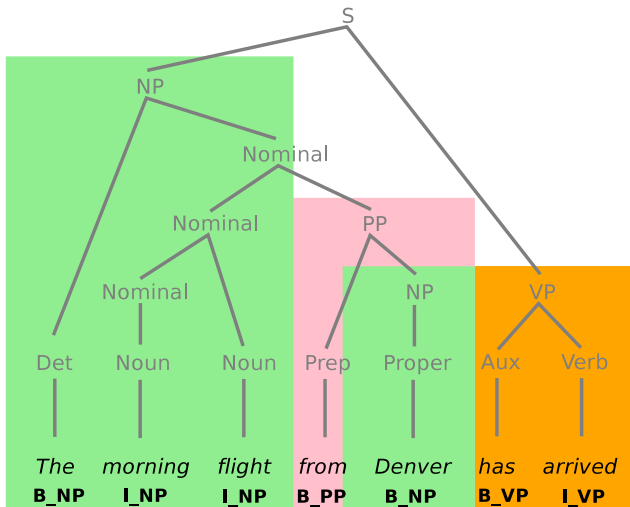 S
NP
Nominal
Nominal PP
Nominal NP VP
Det Noun Noun Prep Proper Aux Verb
The morning flight from Denver has arrived
B_NP I_NP I_NP B_PP B_NP B_VP I_VP